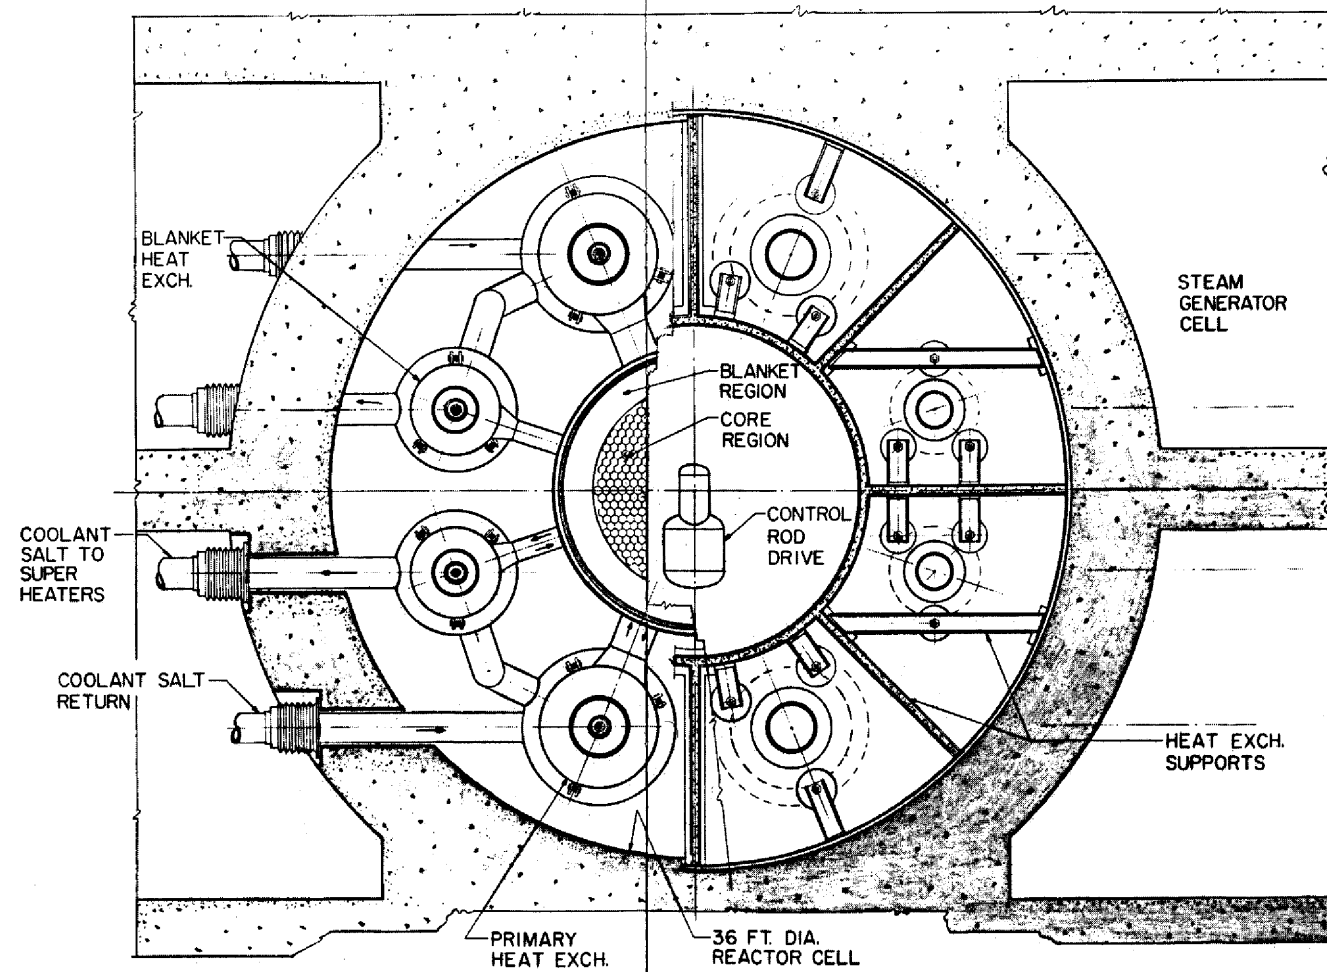 BLANKET
HEAT
EXCH.
STEAM
GENERATOR
CELL
BLANKET
REGION
CORE
REGION
CONTROL
ROD
DRIVE
COOLANT
SALT TO
SUPER
HEATERS
COOLANT SALT
RETURN
HEAT EXCH.
SUPPORTS
PRIMARY
HEAT EXCH.
36 FT. DIA.
REACTOR CELL